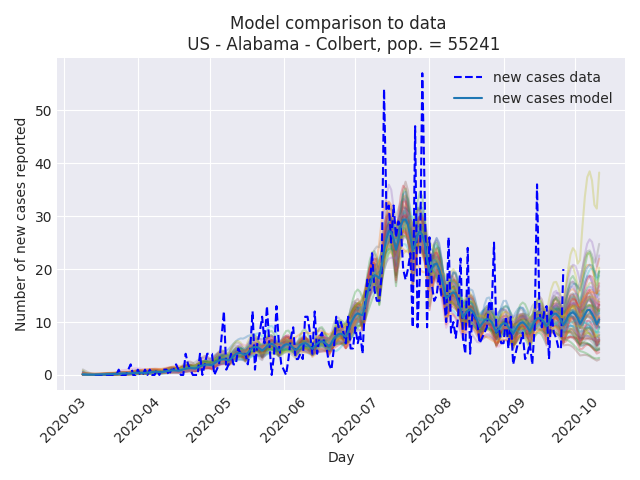 Model comparison to data
US - Alabama - Colbert, pop. = 55241
new cases data
new cases model
Number of new cases reported
50
40
30
20
10
0
2020-03
2020-04
2020-05
2020-06
2020-07
2020-08
2020-09
2020-10
Day